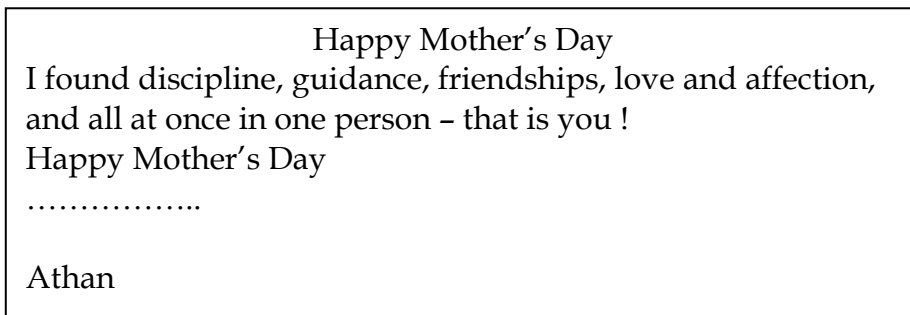 Happy Mother’s Day
I found discipline, guidance, friendships, love and affection,
and all at once in one person – that is you !
Happy Mother’s Day
……………..
Athan